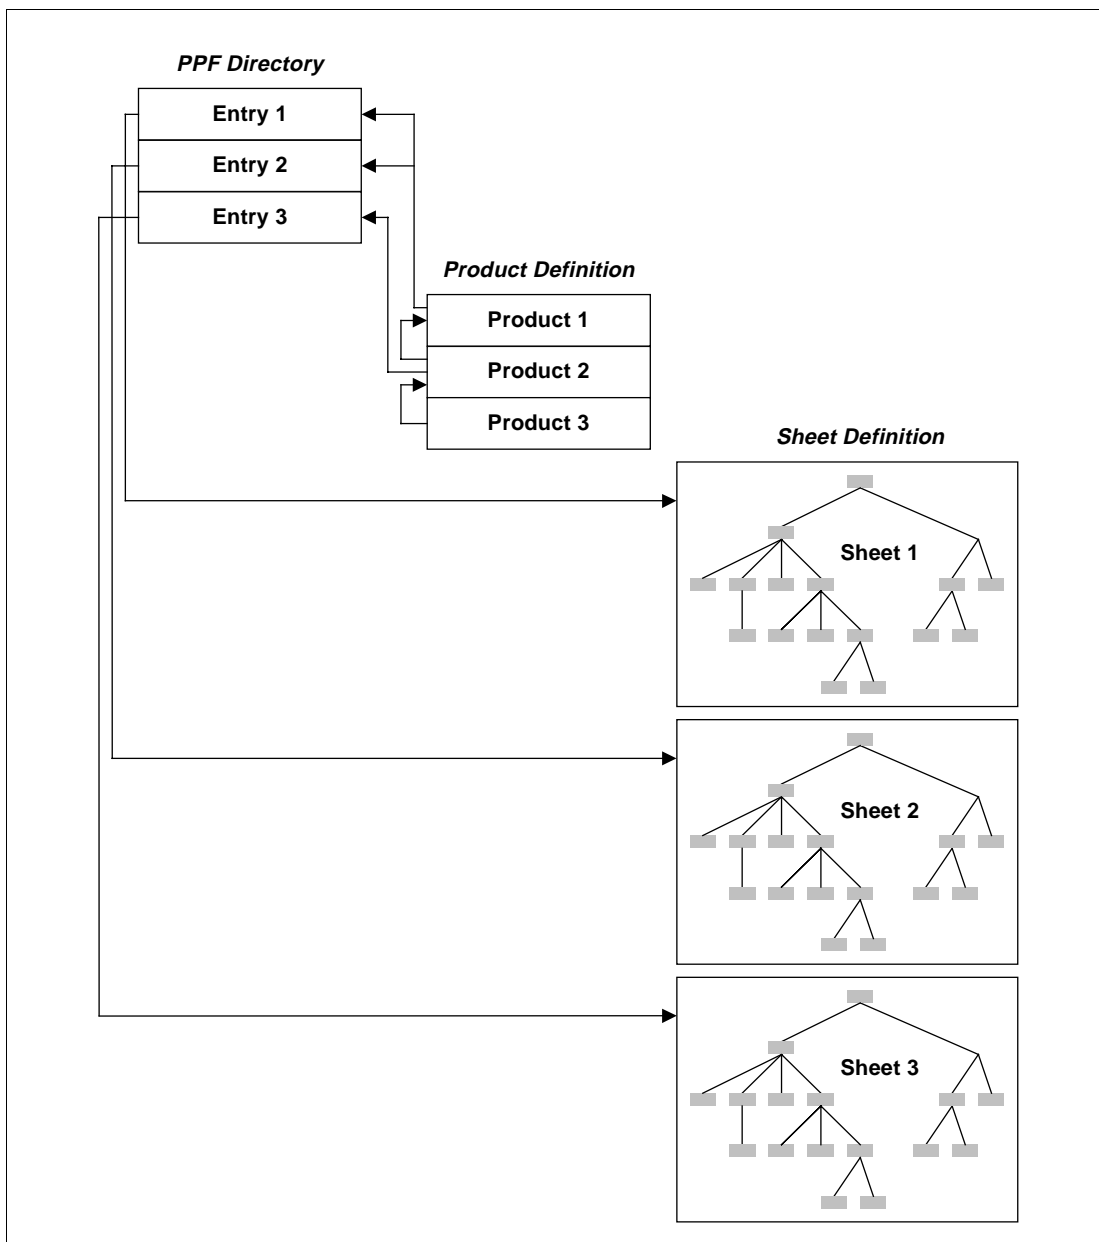 PPF Directory
Entry 1
Entry 2
Entry 3
Product Definition
Product 1
Product 2
Product 3
Sheet Definition
Sheet 1
Sheet 2
Sheet 3